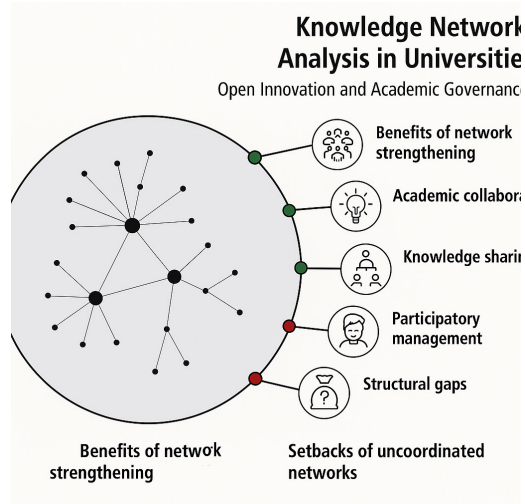 Knowledge Network
Analysis in Universitie
Open Innovation and Academic Governance
Benefits of network
strengthening
Academic collabora
Knowledge sharin
Participatory
management
Structural gaps
?
Benefits of netwok
strengthening
Setbacks of uncoordinated
networks